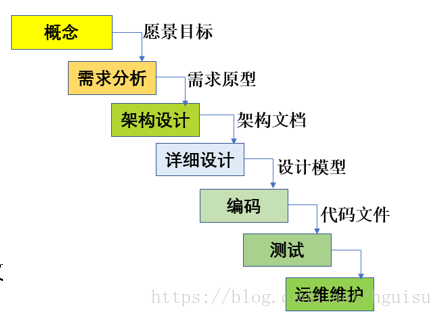 概念
愿景目标
需求分析
需求原型
架构设计
架构文档
详细设计
设计模型
编码
代码文件
测试
运维维护